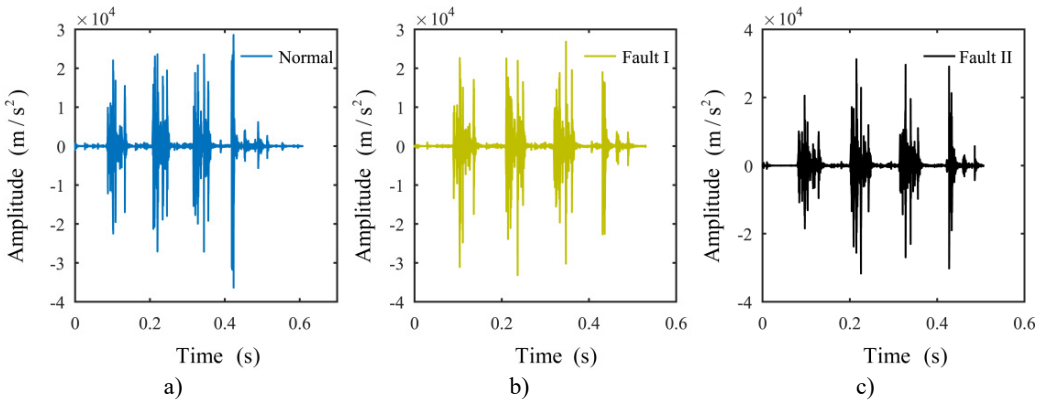 ×10⁴
3
2
1
0
-1
-2
-3
-4
Amplitude (m / s²)
Normal
0 0.2 0.4 0.6
Time (s)
a)
×10⁴
3
2
1
0
-1
-2
-3
-4
Amplitude (m / s²)
Fault I
0 0.2 0.4 0.6
Time (s)
b)
×10⁴
4
2
0
-2
-4
Amplitude (m / s²)
Fault II
0 0.2 0.4 0.6
Time (s)
c)